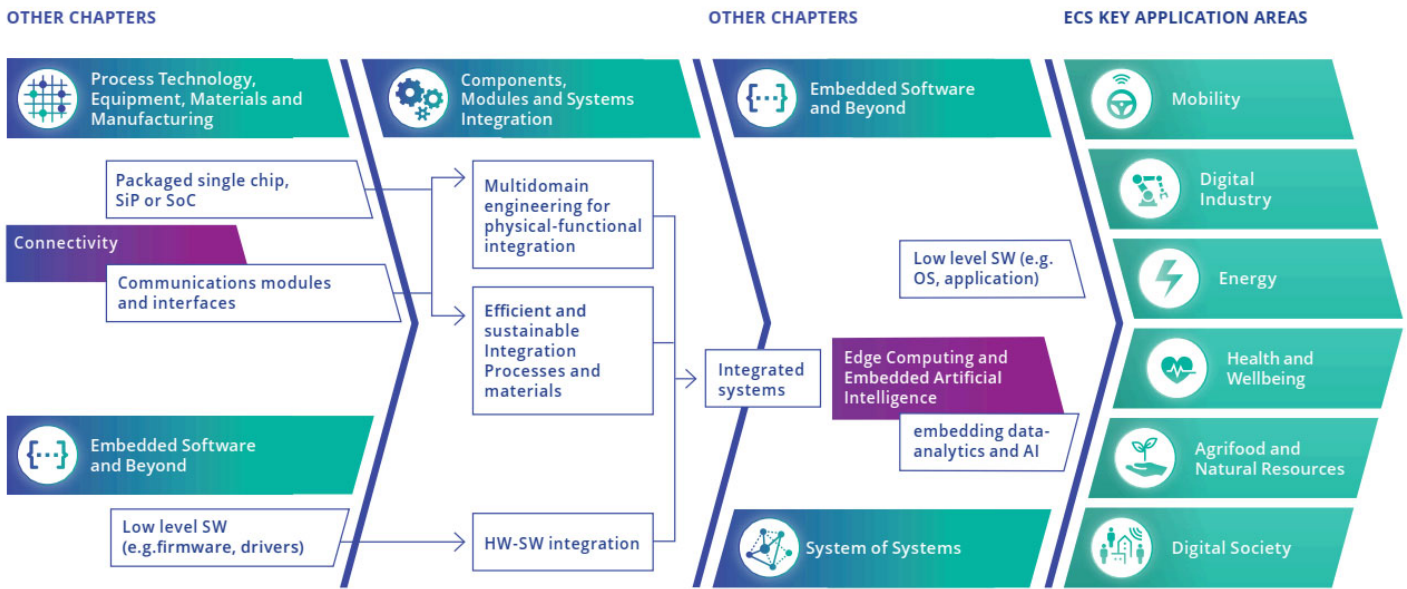 OTHER CHAPTERS
OTHER CHAPTERS
ECS KEY APPLICATION AREAS
Process Technology,
Equipment, Materials and
Manufacturing
Packaged single chip,
SiP or SoC
Connectivity
Communications modules
and interfaces
{···}
Embedded Software
and Beyond
Low level SW
(e.g.firmware, drivers)
Components,
Modules and Systems
Integration
Multidomain
engineering for
physical-functional
integration
Efficient and
sustainable
Integration
Processes and
materials
HW-SW integration
Integrated
systems
{···}
Embedded Software
and Beyond
Low level SW (e.g.
OS, application)
Edge Computing and
Embedded Artificial
Intelligence
embedding data-
analytics and AI
System of Systems
Mobility
Digital
Industry
Energy
Health and
Wellbeing
Agrifood and
Natural Resources
Digital Society